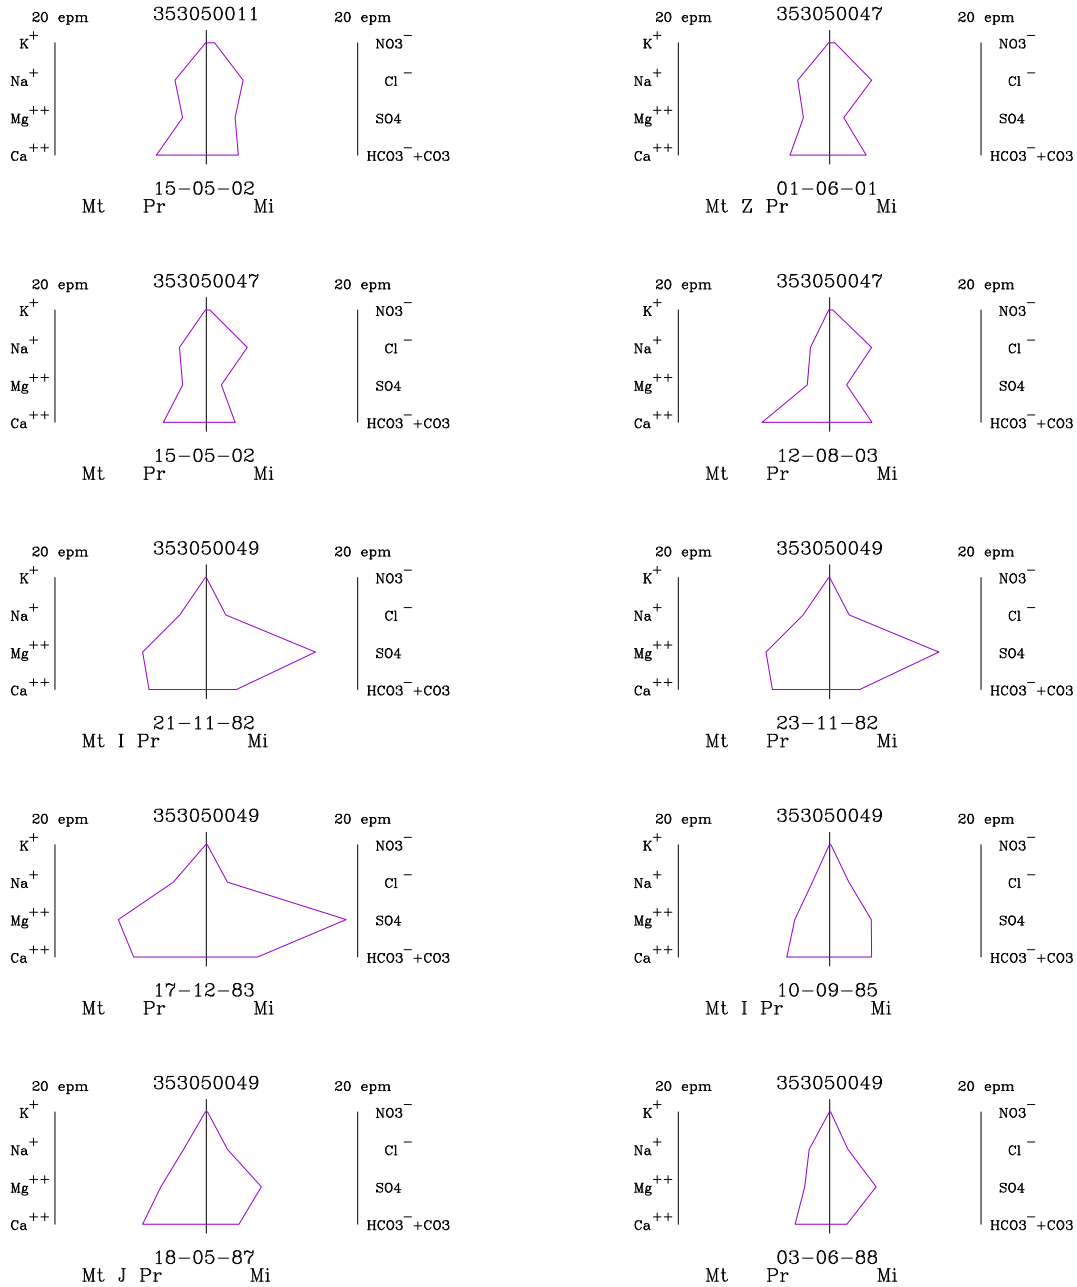 20 epm 353050011 20 epm
K+ NO3−
Na+ Cl−
Mg++ SO4
Ca++ HCO3−+CO3
15-05-02
Mt Pr Mi
20 epm 353050047 20 epm
K+ NO3−
Na+ Cl−
Mg++ SO4
Ca++ HCO3−+CO3
01-06-01
Mt Z Pr Mi
20 epm 353050047 20 epm
K+ NO3−
Na+ Cl−
Mg++ SO4
Ca++ HCO3−+CO3
15-05-02
Mt Pr Mi
20 epm 353050047 20 epm
K+ NO3−
Na+ Cl−
Mg++ SO4
Ca++ HCO3−+CO3
12-08-03
Mt Pr Mi
20 epm 353050049 20 epm
K+ NO3−
Na+ Cl−
Mg++ SO4
Ca++ HCO3−+CO3
21-11-82
Mt I Pr Mi
20 epm 353050049 20 epm
K+ NO3−
Na+ Cl−
Mg++ SO4
Ca++ HCO3−+CO3
23-11-82
Mt Pr Mi
20 epm 353050049 20 epm
K+ NO3−
Na+ Cl−
Mg++ SO4
Ca++ HCO3−+CO3
17-12-83
Mt Pr Mi
20 epm 353050049 20 epm
K+ NO3−
Na+ Cl−
Mg++ SO4
Ca++ HCO3−+CO3
10-09-85
Mt I Pr Mi
20 epm 353050049 20 epm
K+ NO3−
Na+ Cl−
Mg++ SO4
Ca++ HCO3−+CO3
18-05-87
Mt J Pr Mi
20 epm 353050049 20 epm
K+ NO3−
Na+ Cl−
Mg++ SO4
Ca++ HCO3−+CO3
03-06-88
Mt Pr Mi